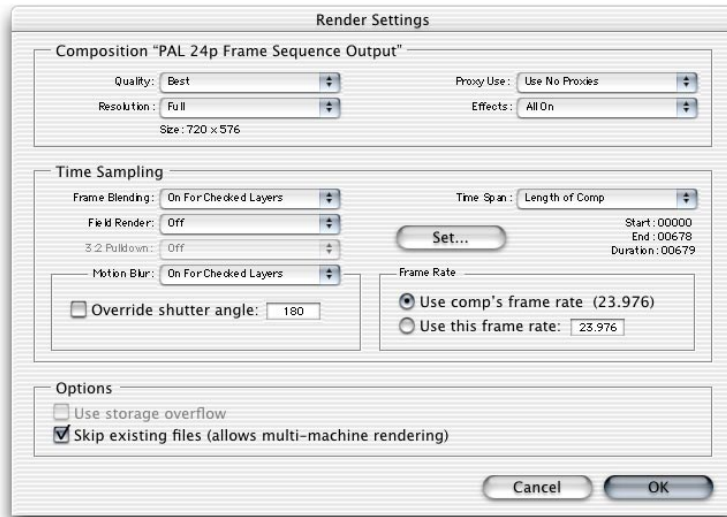 Render Settings
Composition “PAL 24p Frame Sequence Output”
Quality: Best
Proxy Use: Use No Proxies
Resolution: Full
Effects: All On
Size: 720 x 576
Time Sampling
Frame Blending: On For Checked Layers
Time Span: Length of Comp
Field Render: Off
Set...
Start: 00000
End: 00678
Duration: 00679
3:2 Pulldown: Off
Motion Blur: On For Checked Layers
Override shutter angle: 180
Frame Rate
Use comp's frame rate (23.976)
Use this frame rate: 23.976
Options
Use storage overflow
Skip existing files (allows multi-machine rendering)
Cancel
OK